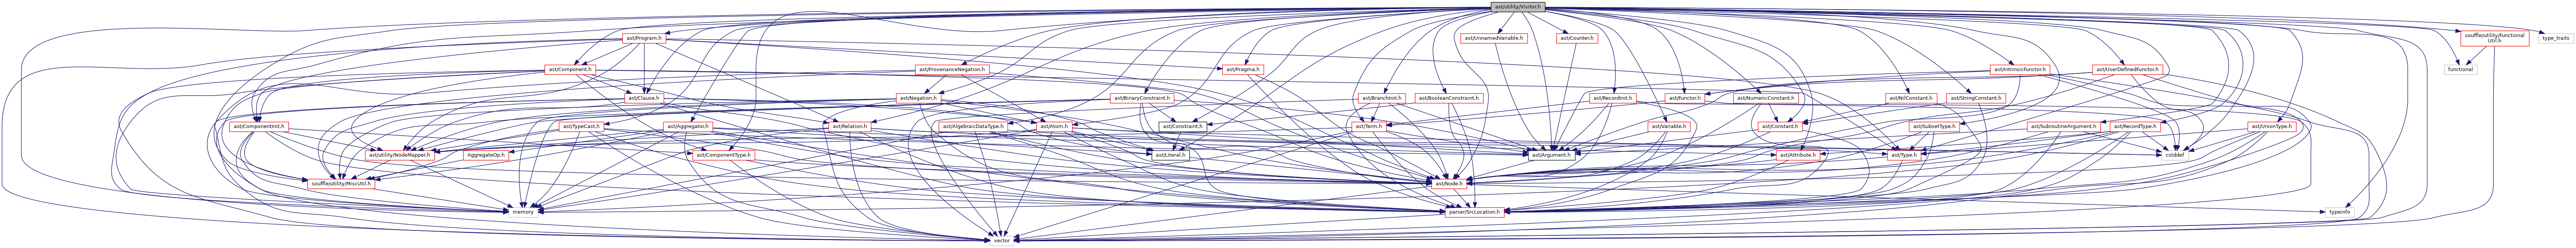 ast/utility/Visitor.h
ast/Program.h
ast/UnnamedVariable.h
ast/Counter.h
souffle/utility/Functional
Util.h
type_traits
ast/Component.h
ast/ProvenanceNegation.h
ast/Pragma.h
ast/IntrinsicFunctor.h
ast/UserDefinedFunctor.h
functional
ast/Clause.h
ast/Negation.h
ast/BinaryConstraint.h
ast/BranchInit.h
ast/BooleanConstraint.h
ast/RecordInit.h
ast/Functor.h
ast/NumericConstant.h
ast/NilConstant.h
ast/StringConstant.h
ast/ComponentInit.h
ast/TypeCast.h
ast/Aggregator.h
ast/Relation.h
ast/AlgebraicDataType.h
ast/Atom.h
ast/Constraint.h
ast/Term.h
ast/Variable.h
ast/Constant.h
ast/SubsetType.h
ast/SubroutineArgument.h
ast/RecordType.h
ast/UnionType.h
ast/utility/NodeMapper.h
AggregateOp.h
ast/ComponentType.h
ast/Literal.h
ast/Argument.h
ast/Attribute.h
ast/Type.h
cstddef
souffle/utility/MiscUtil.h
ast/Node.h
memory
parser/SrcLocation.h
typeinfo
vector